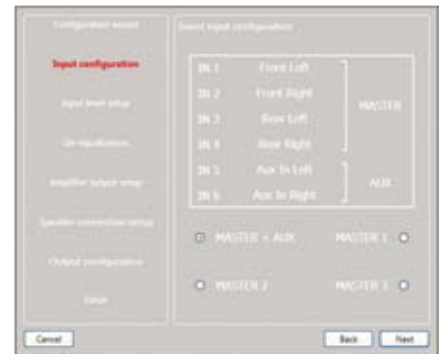 Configuration wizard
Input configuration
Input level setup
De-equalization
Amplifier output setup
Speaker connection setup
Output configuration
Select input configuration
IN 1 Front Left
IN 2 Front Right
IN 3 Rear Left
IN 4 Rear Right
MASTER
IN 5 Aux In Left
IN 6 Aux In Right
AUX
MASTER + AUX
MASTER 1
MASTER 2
MASTER 3
Cancel
Back
Next